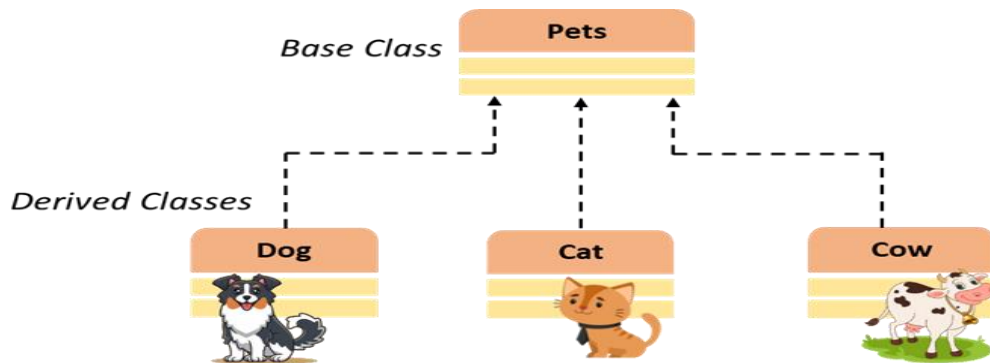 Pets
Base Class
Derived Classes
Dog
Cat
Cow